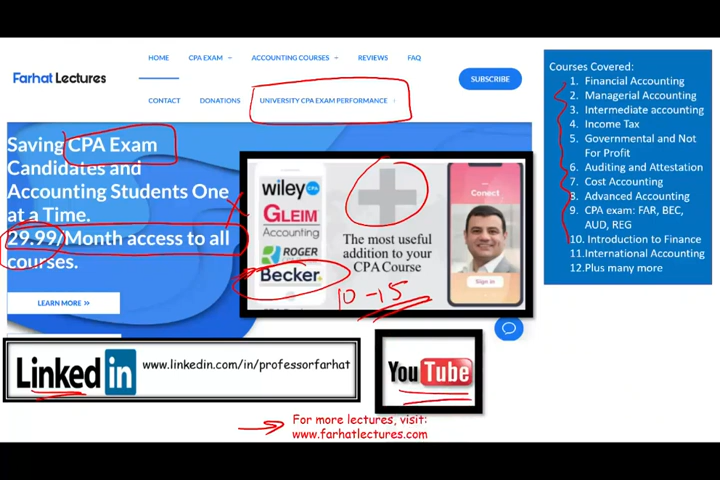 HOME
CPA EXAM
ACCOUNTING COURSES
REVIEWS
FAQ
Farhat Lectures
SUBSCRIBE
CONTACT
DONATIONS
UNIVERSITY CPA EXAM PERFORMANCE
Saving CPA Exam
Candidates and
Accounting Students One
at a Time.
29.99/Month access to all
courses.
LEARN MORE »
wiley CPA
GLEIM
Accounting
ROGER
Becker
The most useful
addition to your
CPA Course
Conect
Sign in
10-15
Courses Covered:
1. Financial Accounting
2. Managerial Accounting
3. Intermediate accounting
4. Income Tax
5. Governmental and Not
For Profit
6. Auditing and Attestation
7. Cost Accounting
8. Advanced Accounting
9. CPA exam: FAR, BEC,
AUD, REG
10. Introduction to Finance
11.International Accounting
12.Plus many more
Linked in
www.linkedin.com/in/professorfarhat
YouTube
For more lectures, visit:
www.farhatlectures.com